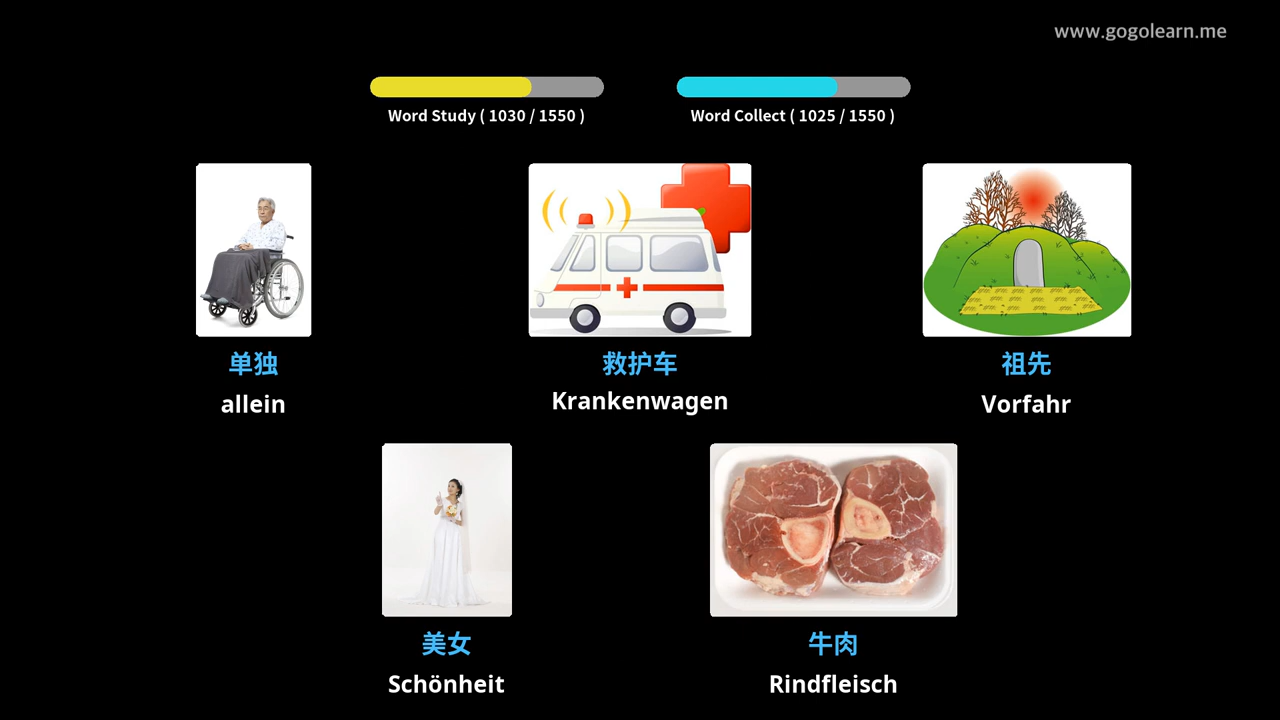 www.gogolearn.me
Word Study ( 1030 / 1550 )
Word Collect ( 1025 / 1550 )
单独
allein
救护车
Krankenwagen
祖先
Vorfahr
美女
Schönheit
牛肉
Rindfleisch